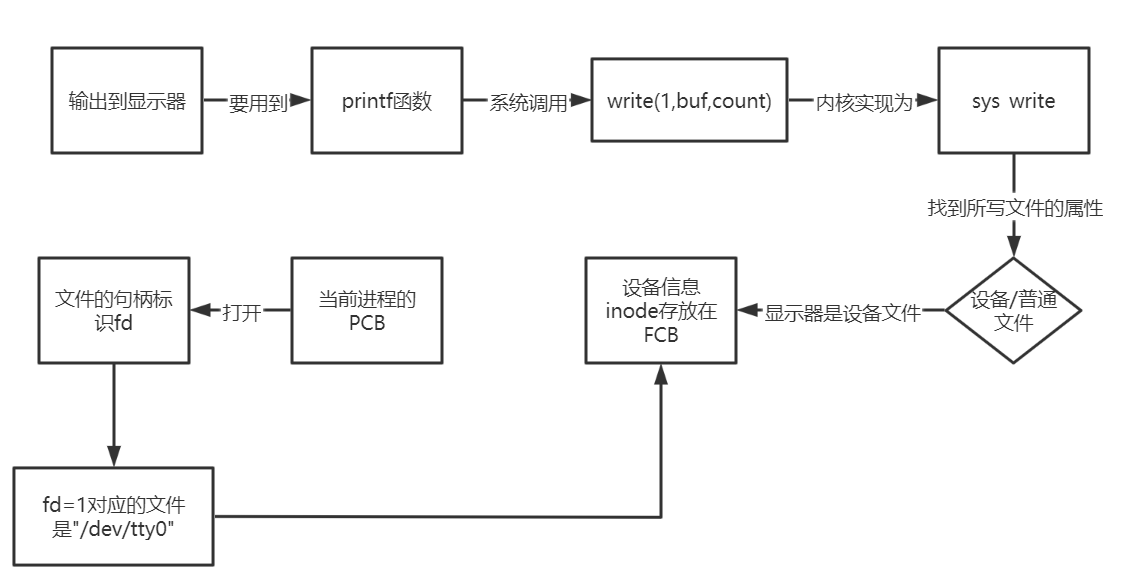 输出到显示器
要用到
printf函数
系统调用
write(1,buf,count)
内核实现为
sys write
找到所写文件的属性
设备/普通
文件
显示器是设备文件
设备信息
inode存放在
FCB
当前进程的
PCB
打开
文件的句柄标
识fd
fd=1对应的文件
是"/dev/tty0"